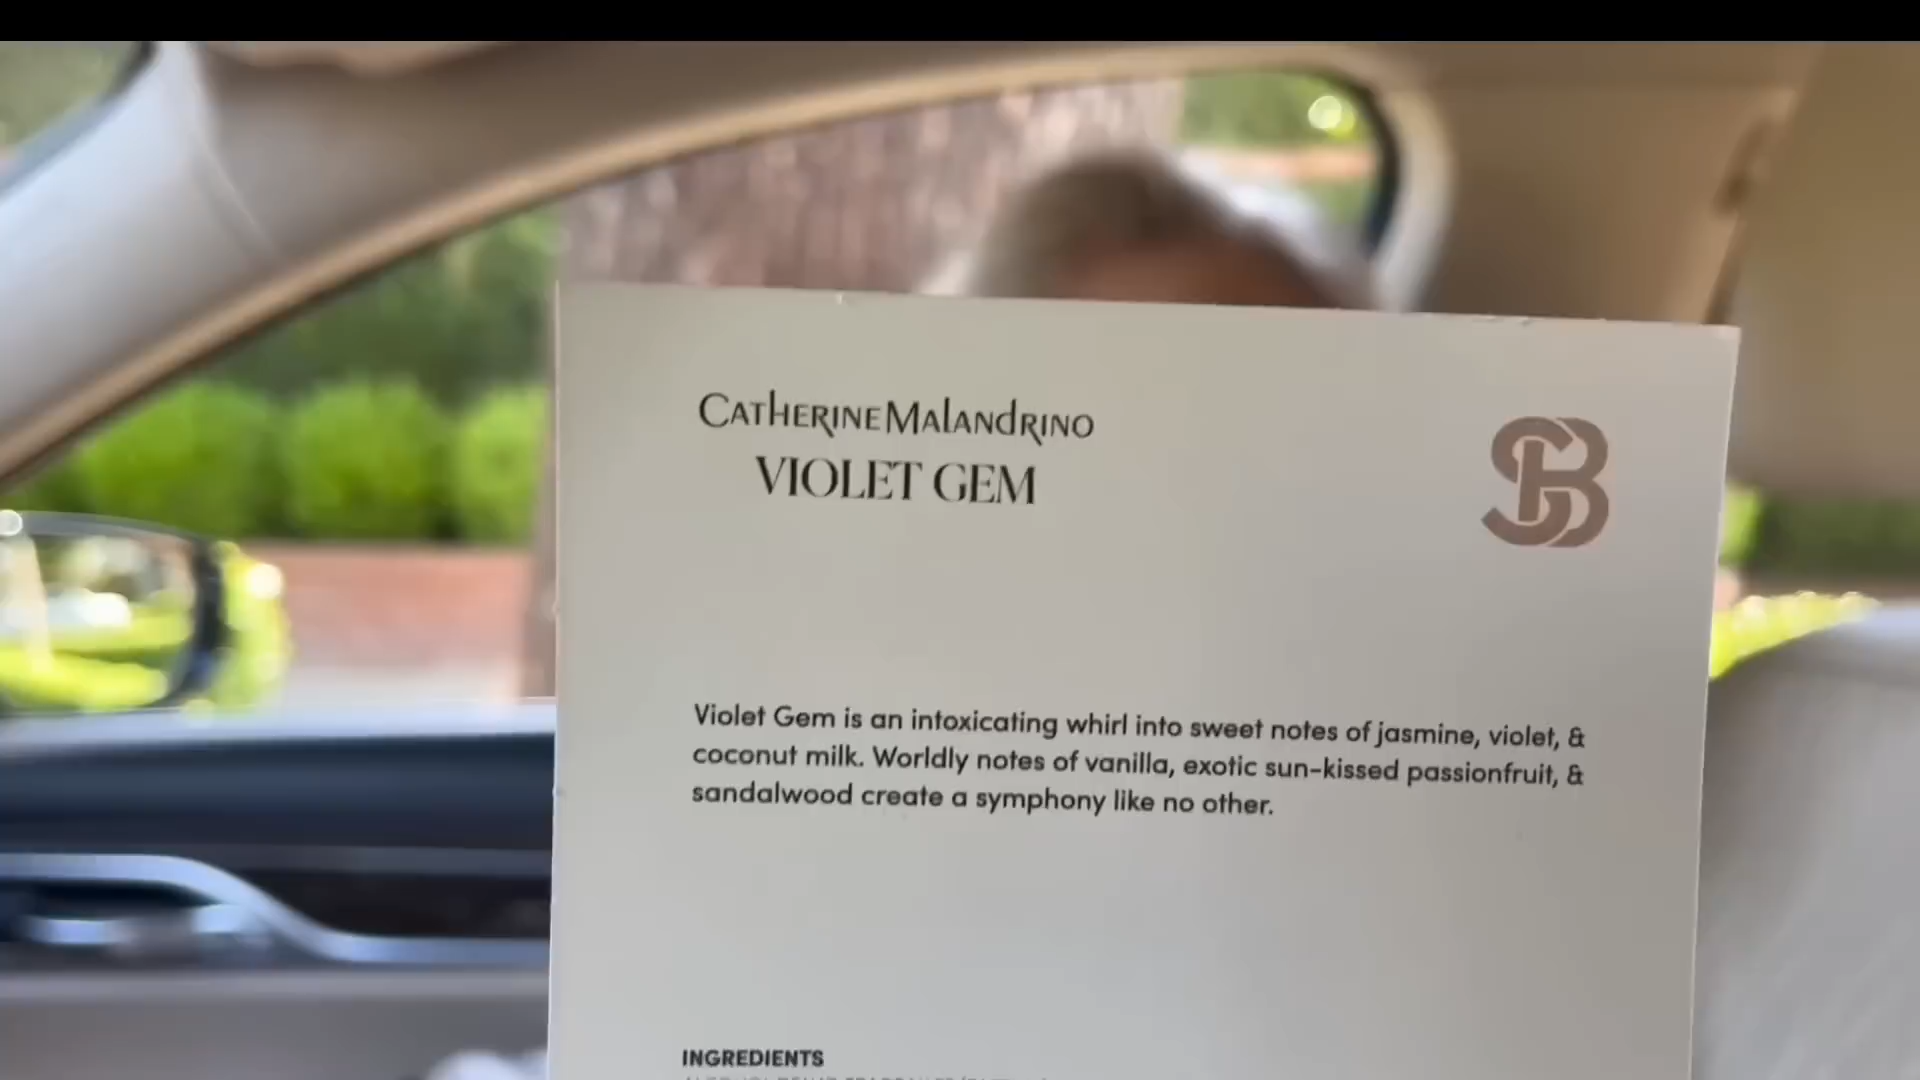 CATHERINE MALANDRINO
VIOLET GEM
SB
Violet Gem is an intoxicating whirl into sweet notes of jasmine, violet, &
coconut milk. Worldly notes of vanilla, exotic sun-kissed passionfruit, &
sandalwood create a symphony like no other.
INGREDIENTS